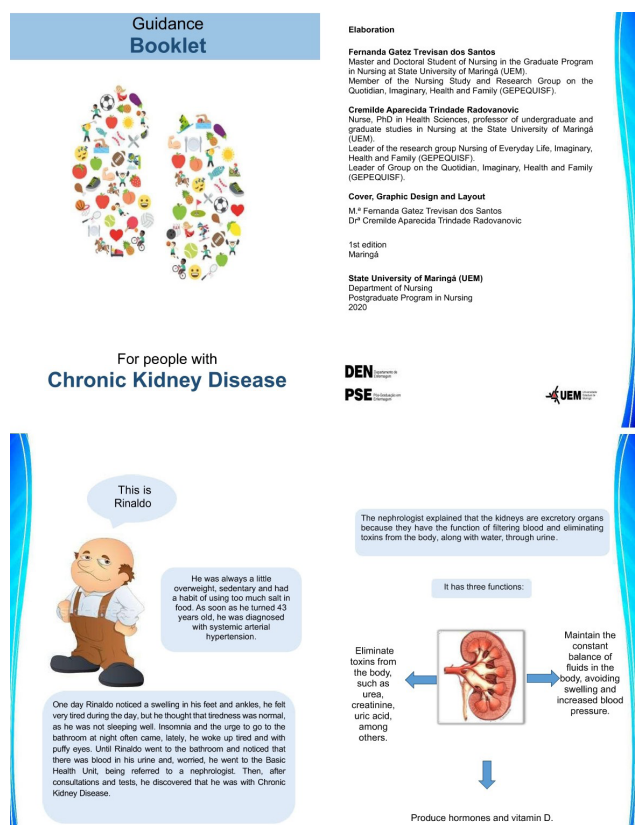 Guidance
Booklet
For people with
Chronic Kidney Disease
Elaboration
Fernanda Gatez Trevisan dos Santos
Master and Doctoral Student of Nursing in the Graduate Program
in Nursing at State University of Maringá (UEM).
Member of the Nursing Study and Research Group on the
Quotidian, Imaginary, Health and Family (GEPEQUISF).
Cremilde Aparecida Trindade Radovanovic
Nurse, PhD in Health Sciences, professor of undergraduate and
graduate studies in Nursing at the State University of Maringá
(UEM).
Leader of the research group Nursing of Everyday Life, Imaginary,
Health and Family (GEPEQUISF).
Leader of Group on the Quotidian, Imaginary, Health and Family
(GEPEQUISF).
Cover, Graphic Design and Layout
M.ª Fernanda Gatez Trevisan dos Santos
Drª Cremilde Aparecida Trindade Radovanovic
1st edition
Maringá
State University of Maringá (UEM)
Department of Nursing
Postgraduate Program in Nursing
2020
DEN Departamento de
Enfermagem
PSE Pós-Graduação em
Enfermagem
UEM
This is
Rinaldo
He was always a little
overweight, sedentary and had
a habit of using too much salt in
food. As soon as he turned 43
years old, he was diagnosed
with systemic arterial
hypertension.
One day Rinaldo noticed a swelling in his feet and ankles, he felt
very tired during the day, but he thought that tiredness was normal,
as he was not sleeping well. Insomnia and the urge to go to the
bathroom at night often came, lately, he woke up tired and with
puffy eyes. Until Rinaldo went to the bathroom and noticed that
there was blood in his urine and, worried, he went to the Basic
Health Unit, being referred to a nephrologist. Then, after
consultations and tests, he discovered that he was with Chronic
Kidney Disease.
The nephrologist explained that the kidneys are excretory organs
because they have the function of filtering blood and eliminating
toxins from the body, along with water, through urine.
It has three functions:
Eliminate
toxins from
the body,
such as
urea,
creatinine,
uric acid,
among
others.
Maintain the
constant
balance of
fluids in the
body, avoiding
swelling and
increased blood
pressure.
Produce hormones and vitamin D.